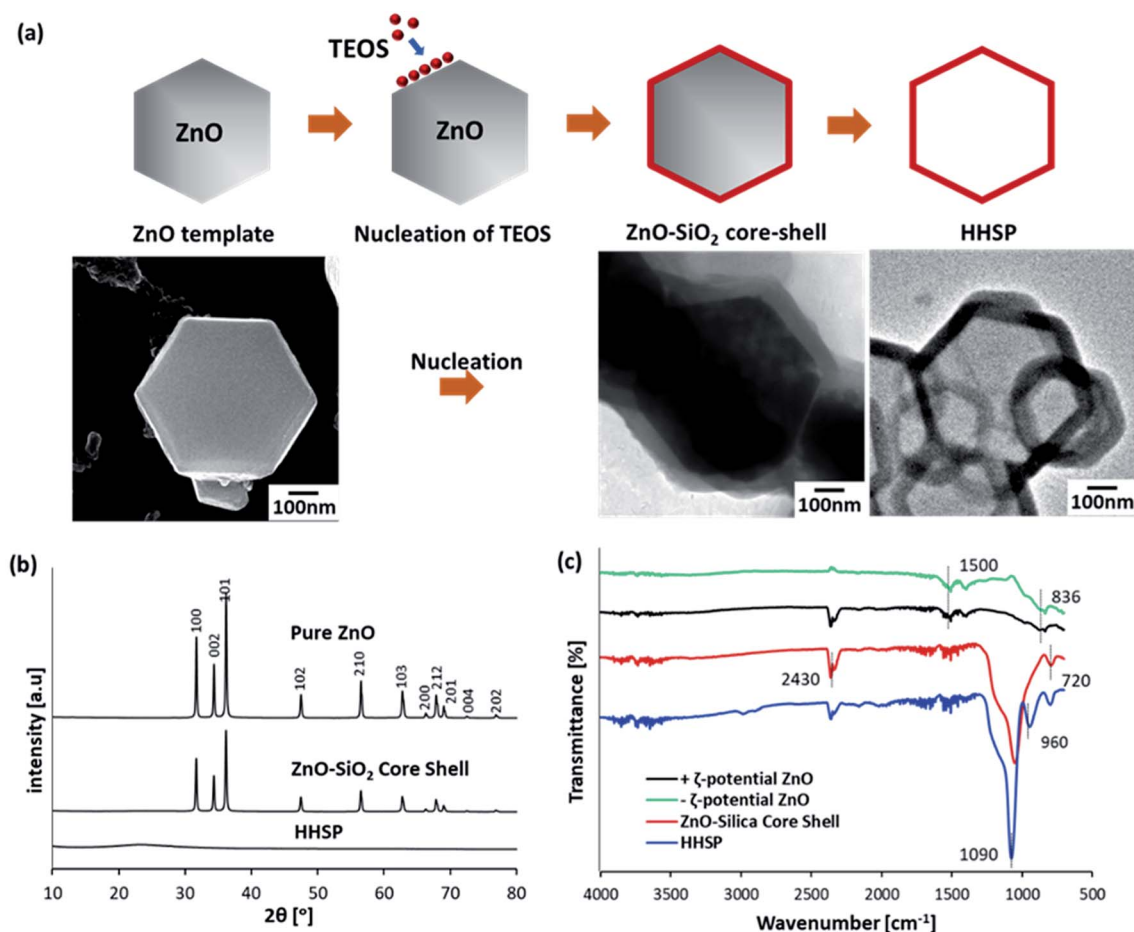 (a)
TEOS
ZnO
ZnO
ZnO template
Nucleation of TEOS
ZnO-SiO₂ core-shell
HHSP
Nucleation
100nm
100nm
100nm
(b)
intensity [a.u]
100
002
101
Pure ZnO
102
210
103
200
212
201
004
202
ZnO-SiO₂ Core Shell
HHSP
10
20
30
40
50
60
70
80
2θ [°]
(c)
Transmittance [%]
1500
836
2430
720
960
1090
+ ζ-potential ZnO
- ζ-potential ZnO
ZnO-Silica Core Shell
HHSP
4000
3500
3000
2500
2000
1500
1000
500
Wavenumber [cm⁻¹]